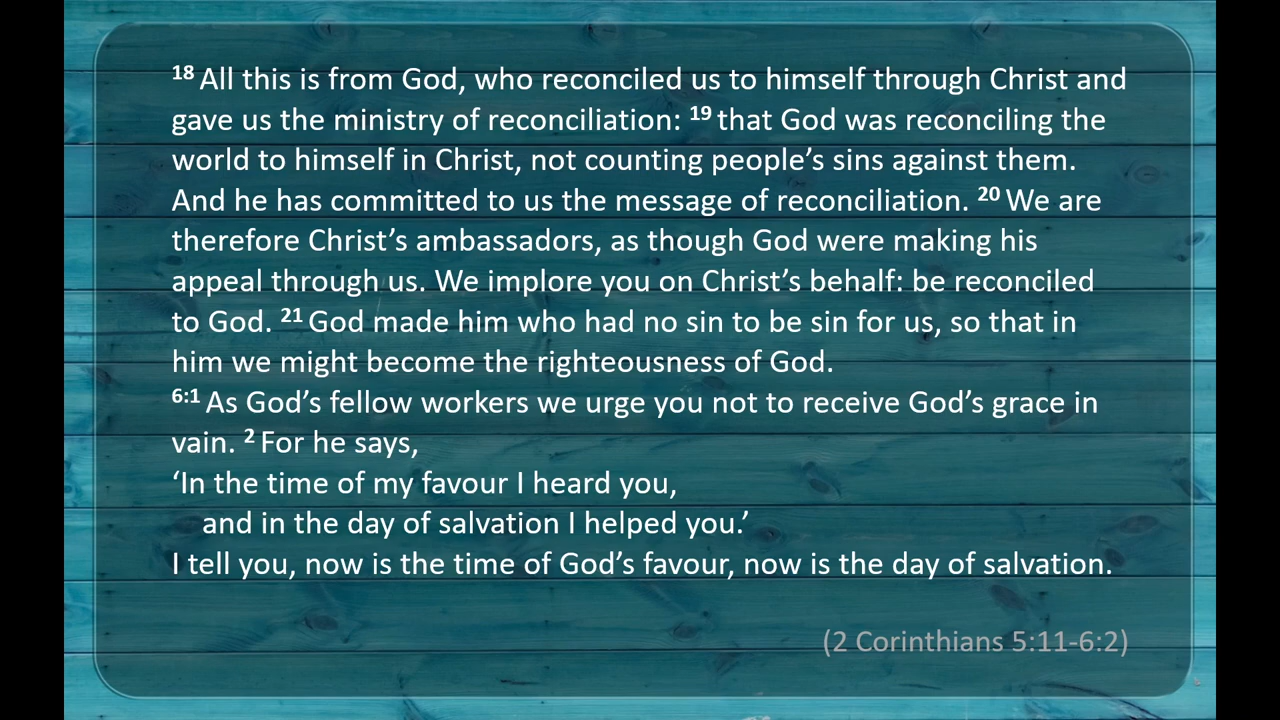 18 All this is from God, who reconciled us to himself through Christ and
gave us the ministry of reconciliation: 19 that God was reconciling the
world to himself in Christ, not counting people’s sins against them.
And he has committed to us the message of reconciliation. 20 We are
therefore Christ’s ambassadors, as though God were making his
appeal through us. We implore you on Christ’s behalf: be reconciled
to God. 21 God made him who had no sin to be sin for us, so that in
him we might become the righteousness of God.
6:1 As God’s fellow workers we urge you not to receive God’s grace in
vain. 2 For he says,
‘In the time of my favour I heard you,
and in the day of salvation I helped you.’
I tell you, now is the time of God’s favour, now is the day of salvation.
(2 Corinthians 5:11-6:2)